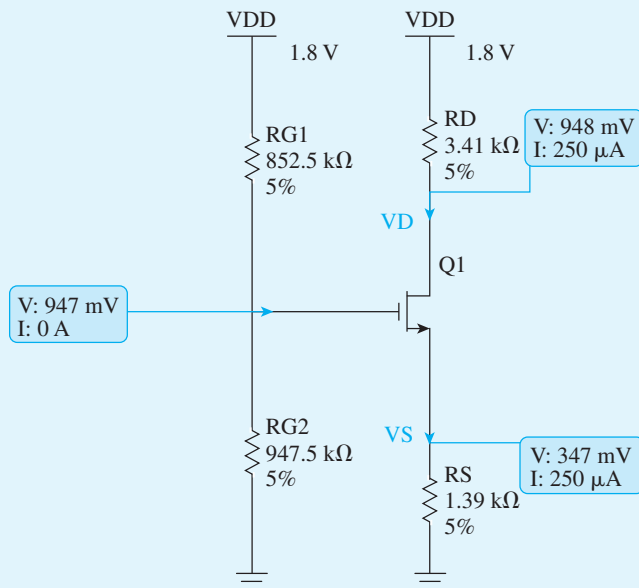 VDD
1.8 V
VDD
1.8 V
RG1
852.5 kΩ
5%
RD
3.41 kΩ
5%
V: 948 mV
I: 250 μA
VD
Q1
V: 947 mV
I: 0 A
RG2
947.5 kΩ
5%
VS
V: 347 mV
I: 250 μA
RS
1.39 kΩ
5%